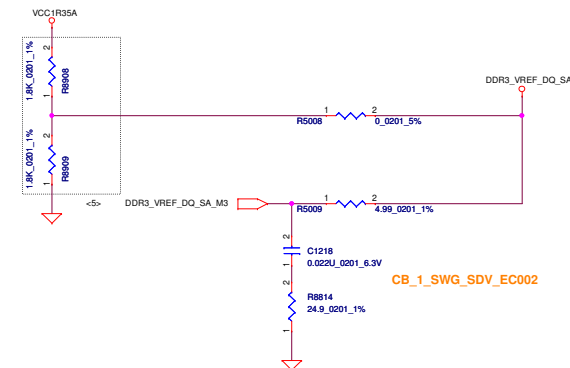 VCC1R35A
2
1.8K_0201_1%
R8908
1
DDR3_VREF_DQ_SA
1
2
R5008
0_0201_5%
2
1.8K_0201_1%
R8909
1
<5>
DDR3_VREF_DQ_SA_M3
1
2
R5009
4.99_0201_1%
2
C1218
1
0.022U_0201_6.3V
CB_1_SWG_SDV_EC002
2
R8814
24.9_0201_1%
1